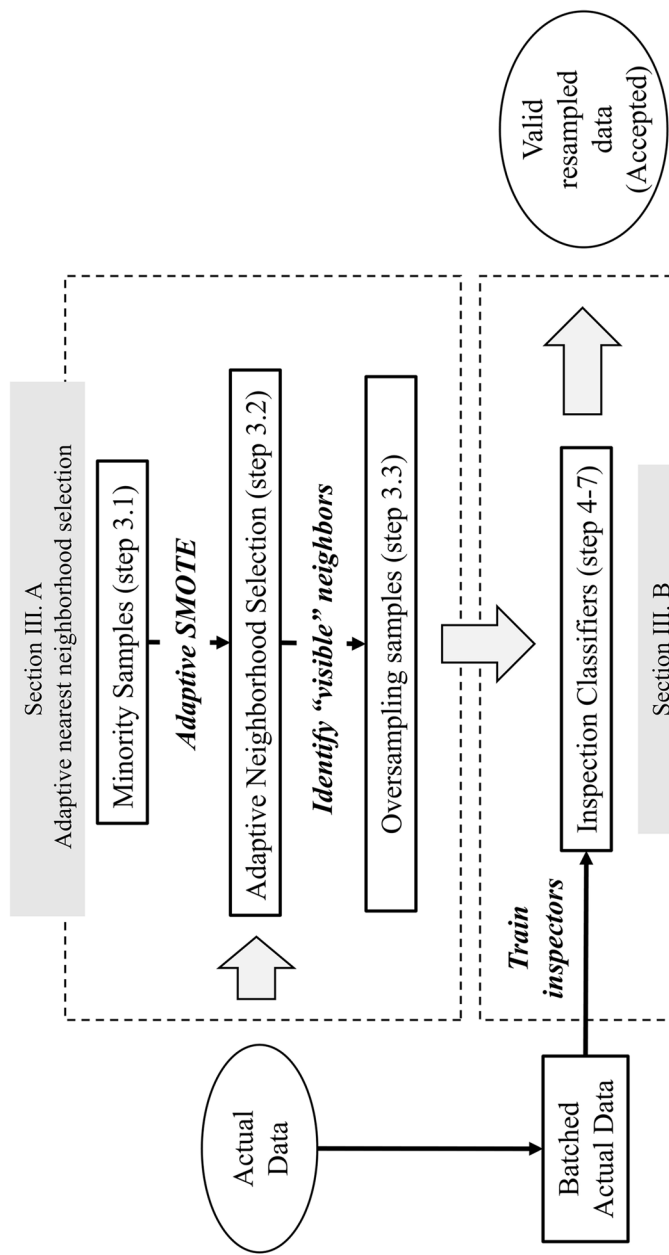 Section III. A
Adaptive nearest neighborhood selection
Minority Samples (step 3.1)
Adaptive SMOTE
Actual
Data
Adaptive Neighborhood Selection (step 3.2)
Identify “visible” neighbors
Oversampling samples (step 3.3)
Train
inspectors
Batched
Actual Data
Inspection Classifiers (step 4-7)
Valid
resampled
data
(Accepted)
Section III. B